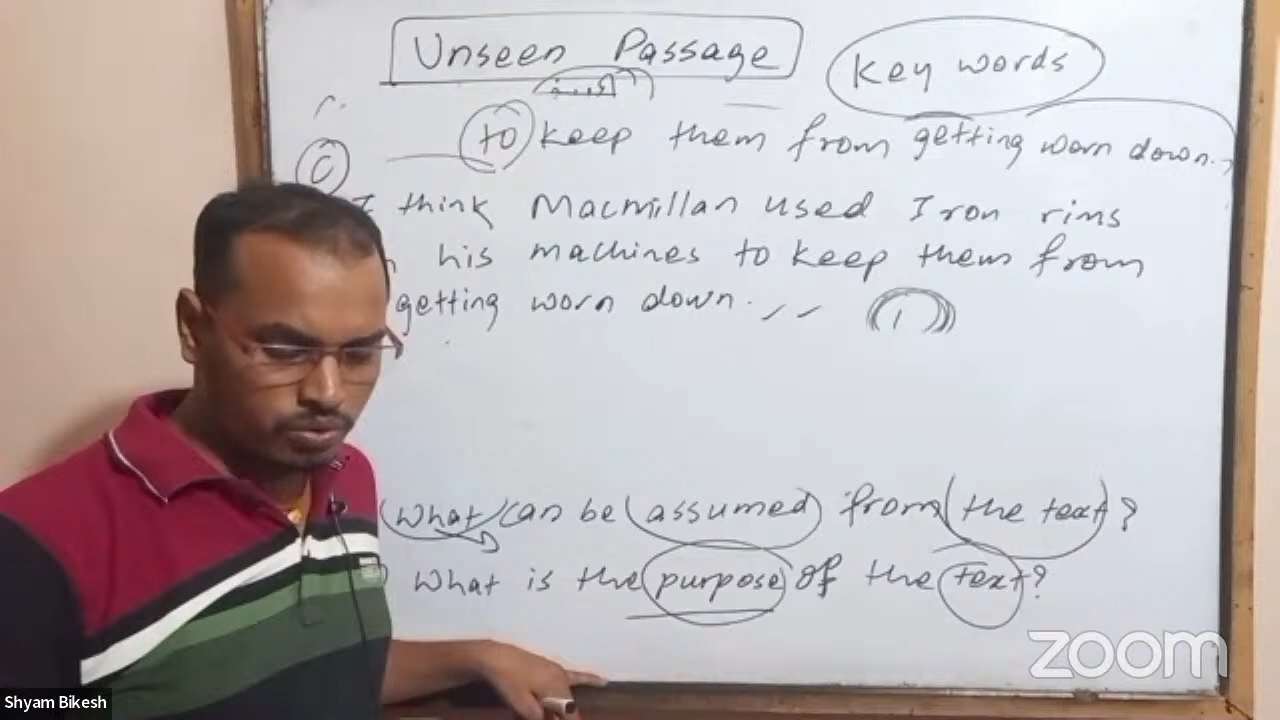 Unseen Passage
Key words
to keep them from getting worn down.
c
I think Macmillan used Iron rims
his machines to keep them from
getting worn down.
What can be assumed from the text?
What is the purpose of the text?
zoom
Shyam Bikesh